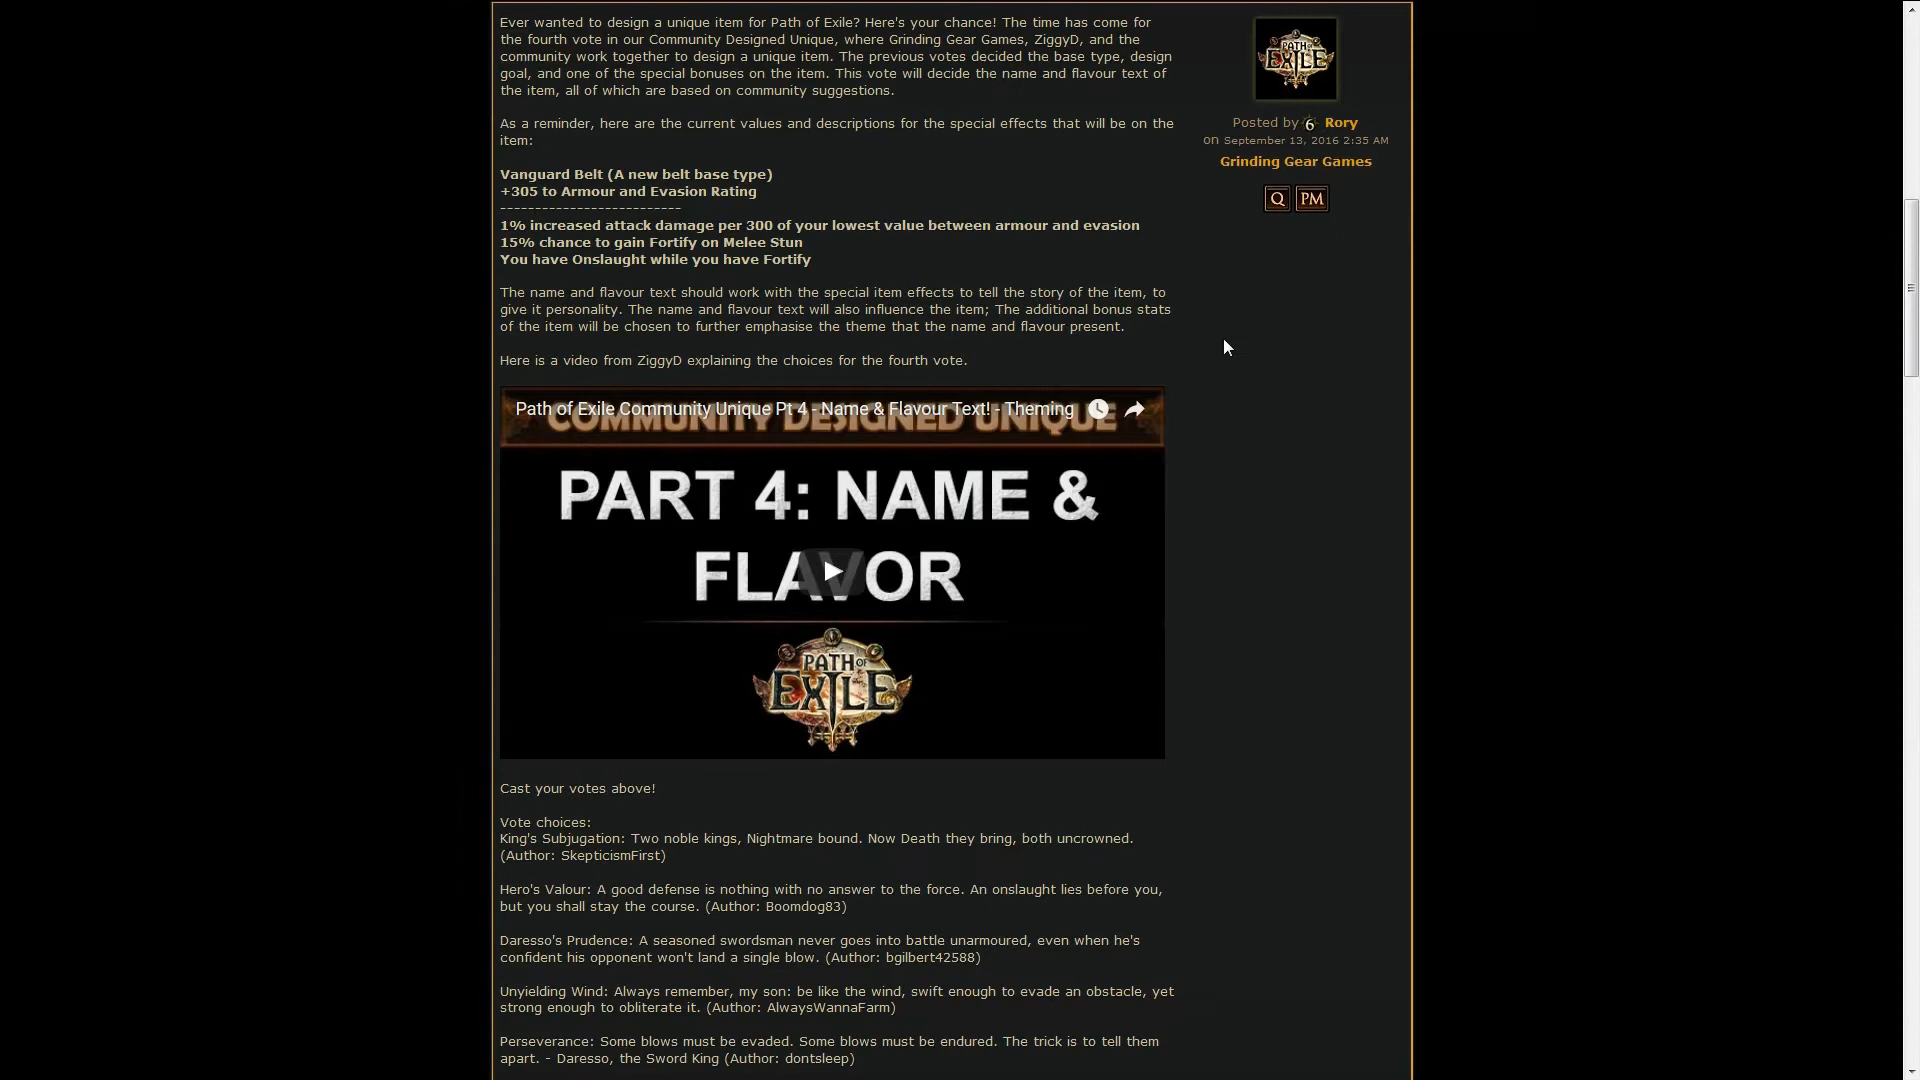 Ever wanted to design a unique item for Path of Exile? Here's your chance! The time has come for
the fourth vote in our Community Designed Unique, where Grinding Gear Games, ZiggyD, and the
community work together to design a unique item. The previous votes decided the base type, design
goal, and one of the special bonuses on the item. This vote will decide the name and flavour text of
the item, all of which are based on community suggestions.
As a reminder, here are the current values and descriptions for the special effects that will be on the
item:
Vanguard Belt (A new belt base type)
+305 to Armour and Evasion Rating
--------------------------
1% increased attack damage per 300 of your lowest value between armour and evasion
15% chance to gain Fortify on Melee Stun
You have Onslaught while you have Fortify
The name and flavour text should work with the special item effects to tell the story of the item, to
give it personality. The name and flavour text will also influence the item; The additional bonus stats
of the item will be chosen to further emphasise the theme that the name and flavour present.
Here is a video from ZiggyD explaining the choices for the fourth vote.
COMMUNITY DESIGNED UNIQUE
Path of Exile Community Unique Pt 4 - Name & Flavour Text! - Theming
PART 4: NAME &
FLAVOR
PATH OF
EXILE
Cast your votes above!
Vote choices:
King's Subjugation: Two noble kings, Nightmare bound. Now Death they bring, both uncrowned.
(Author: SkepticismFirst)
Hero's Valour: A good defense is nothing with no answer to the force. An onslaught lies before you,
but you shall stay the course. (Author: Boomdog83)
Daresso's Prudence: A seasoned swordsman never goes into battle unarmoured, even when he's
confident his opponent won't land a single blow. (Author: bgilbert42588)
Unyielding Wind: Always remember, my son: be like the wind, swift enough to evade an obstacle, yet
strong enough to obliterate it. (Author: AlwaysWannaFarm)
Perseverance: Some blows must be evaded. Some blows must be endured. The trick is to tell them
apart. - Daresso, the Sword King (Author: dontsleep)
PATH OF
EXILE
Posted by 6 Rory
on September 13, 2016 2:35 AM
Grinding Gear Games
Q PM